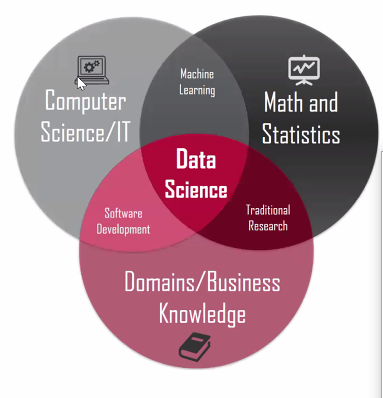 Machine
Learning
Computer
Science/IT
Math and
Statistics
Data
Science
Software
Development
Traditional
Research
Domains/Business
Knowledge